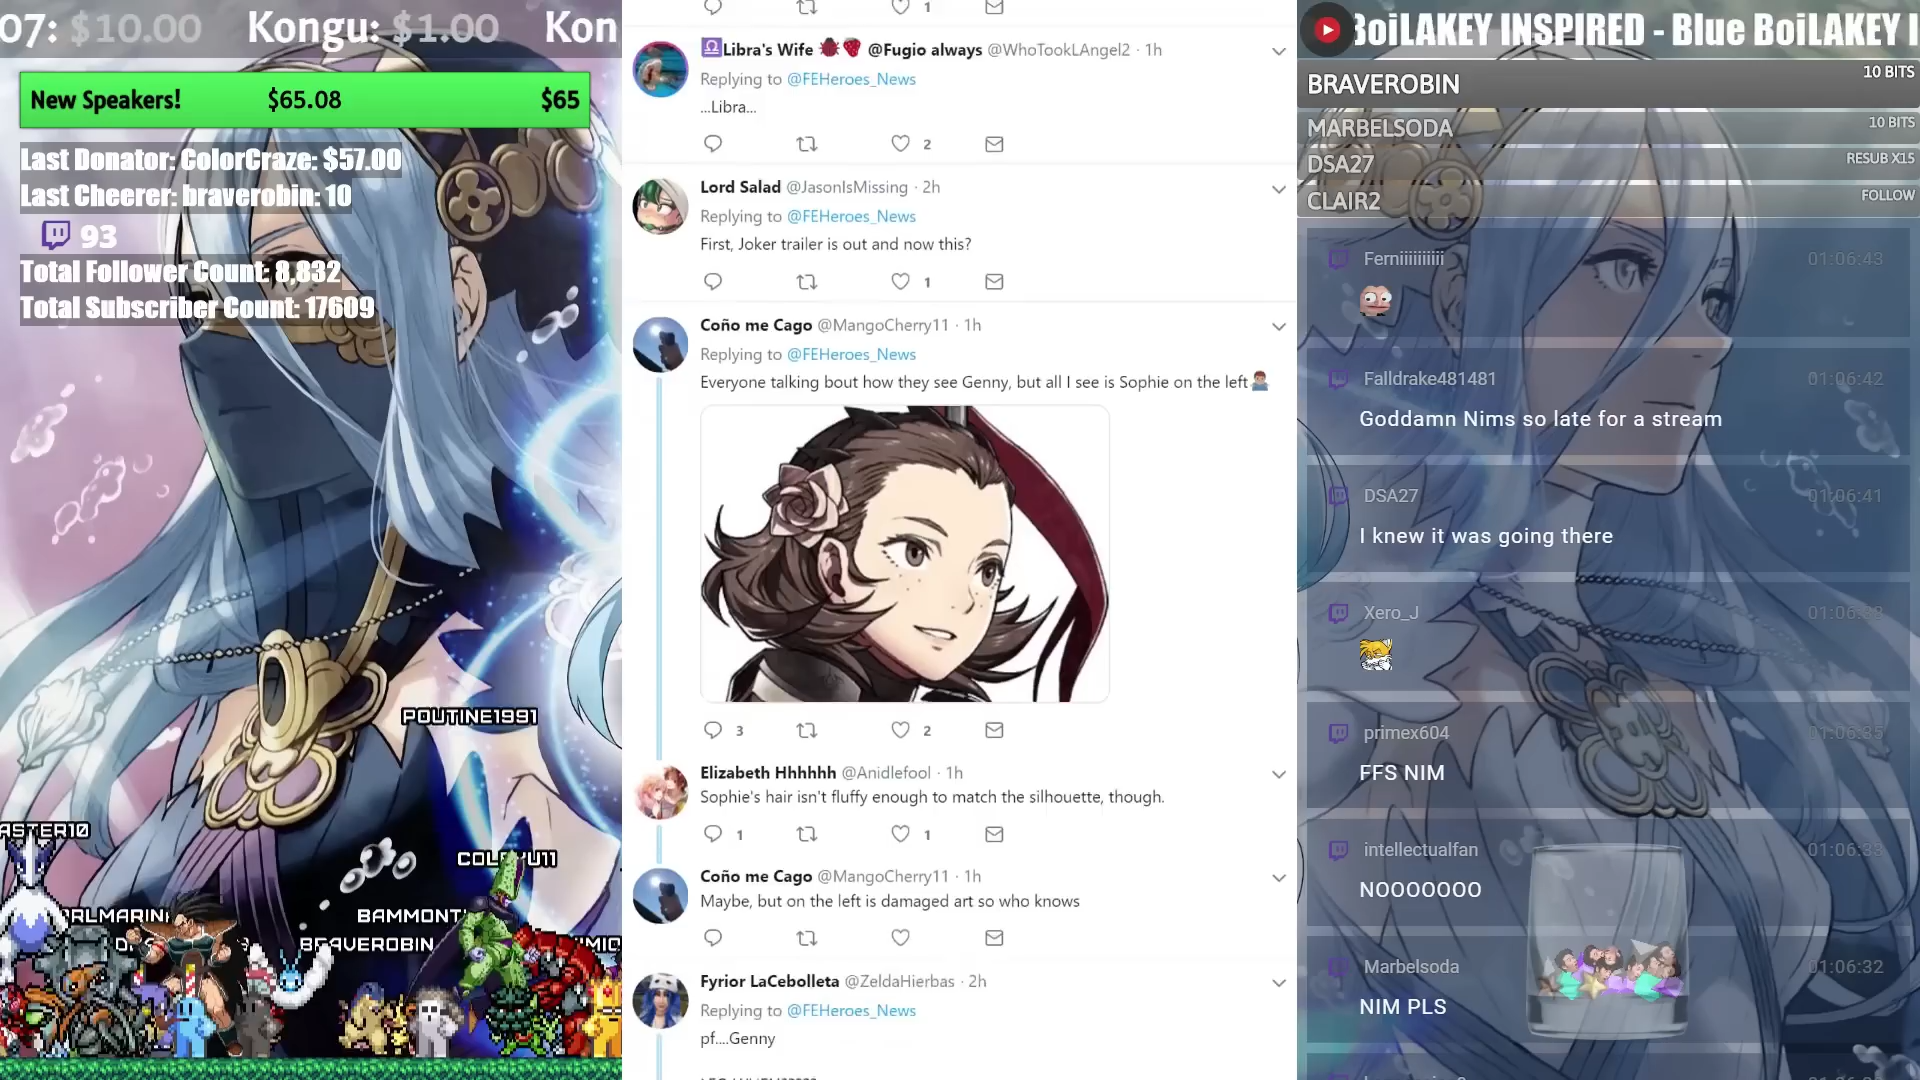 07: $10.00 Kongu: $1.00 Kon
New Speakers! $65.08 $65
Last Donator: ColorCraze: $57.00
Last Cheerer: braverobin: 10
93
Total Follower Count: 8,832
Total Subscriber Count: 17609
POUTINE1991
ASTER10
BAMMONT
BRAVEROBIN
1
Libra's Wife @Fugio always @WhoTookLAngel2 · 1h
Replying to @FEHeroes_News
...Libra...
2
Lord Salad @JasonIsMissing · 2h
Replying to @FEHeroes_News
First, Joker trailer is out and now this?
1
Coño me Cago @MangoCherry11 · 1h
Replying to @FEHeroes_News
Everyone talking bout how they see Genny, but all I see is Sophie on the left
3 2
Elizabeth Hhhhhh @Anidlefool · 1h
Sophie's hair isn't fluffy enough to match the silhouette, though.
1 1
Coño me Cago @MangoCherry11 · 1h
Maybe, but on the left is damaged art so who knows
Fyrior LaCebolleta @ZeldaHierbas · 2h
Replying to @FEHeroes_News
pf....Genny
BoiLAKEY INSPIRED - Blue BoiLAKEY I
BRAVEROBIN 10 BITS
MARBELSODA 10 BITS
DSA27 RESUB X15
CLAIR2 FOLLOW
Ferniiiiiiiiii 01:06:43
Falldrake481481 01:06:42
Goddamn Nims so late for a stream
DSA27 01:06:41
I knew it was going there
Xero_J
primex604 01:06:35
FFS NIM
intellectualfan 01:06:33
NOOOOOOO
Marbelsoda 01:06:32
NIM PLS